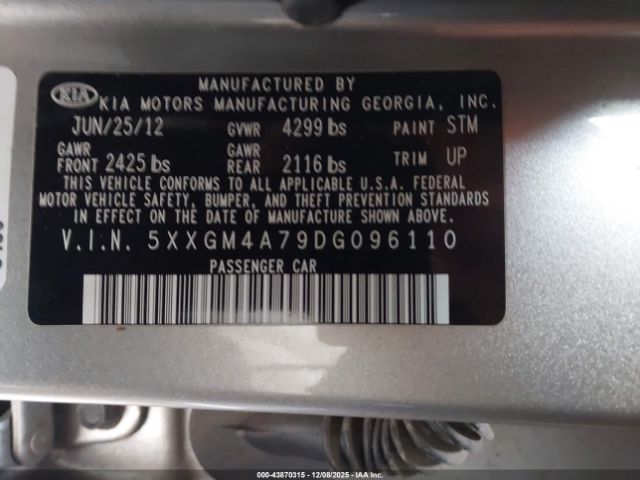 MANUFACTURED BY
KIA KIA MOTORS MANUFACTURING GEORGIA, INC.
JUN/25/12 GVWR 4299 lbs PAINT STM
GAWR FRONT 2425 lbs GAWR REAR 2116 lbs TRIM UP
THIS VEHICLE CONFORMS TO ALL APPLICABLE U.S.A. FEDERAL
MOTOR VEHICLE SAFETY, BUMPER, AND THEFT PREVENTION STANDARDS
IN EFFECT ON THE DATE OF MANUFACTURE SHOWN ABOVE.
V.I.N. 5XXGM4A79DG096110
PASSENGER CAR
000-43870315 - 12/08/2025 - IAA Inc.